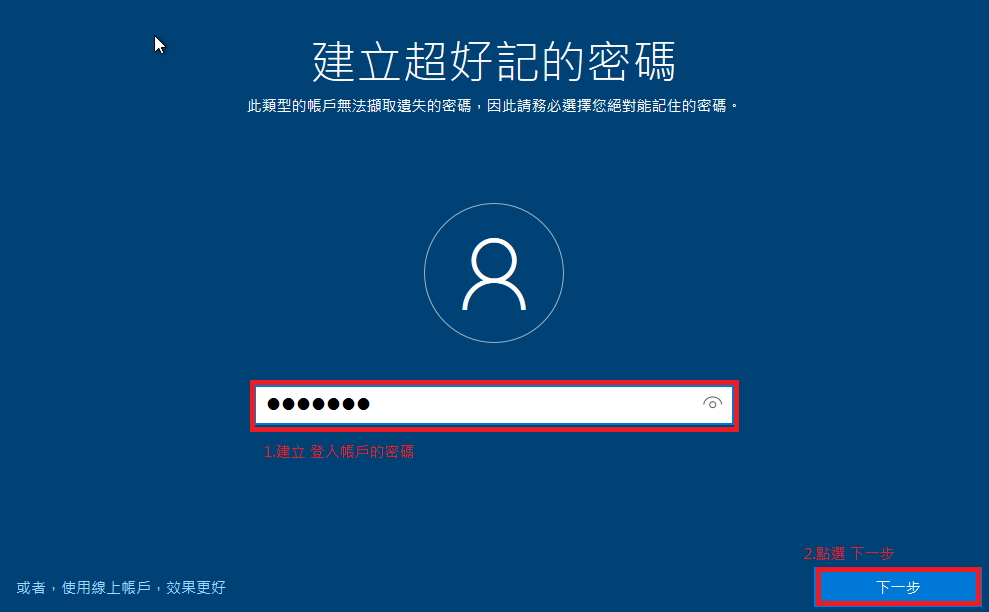 建立超好記的密碼
此類型的帳戶無法擷取遺失的密碼，因此請務必選擇您絕對能記住的密碼。
●●●●●●●
1.建立 登入帳戶的密碼
2.點選 下一步
或者，使用線上帳戶，效果更好
下一步